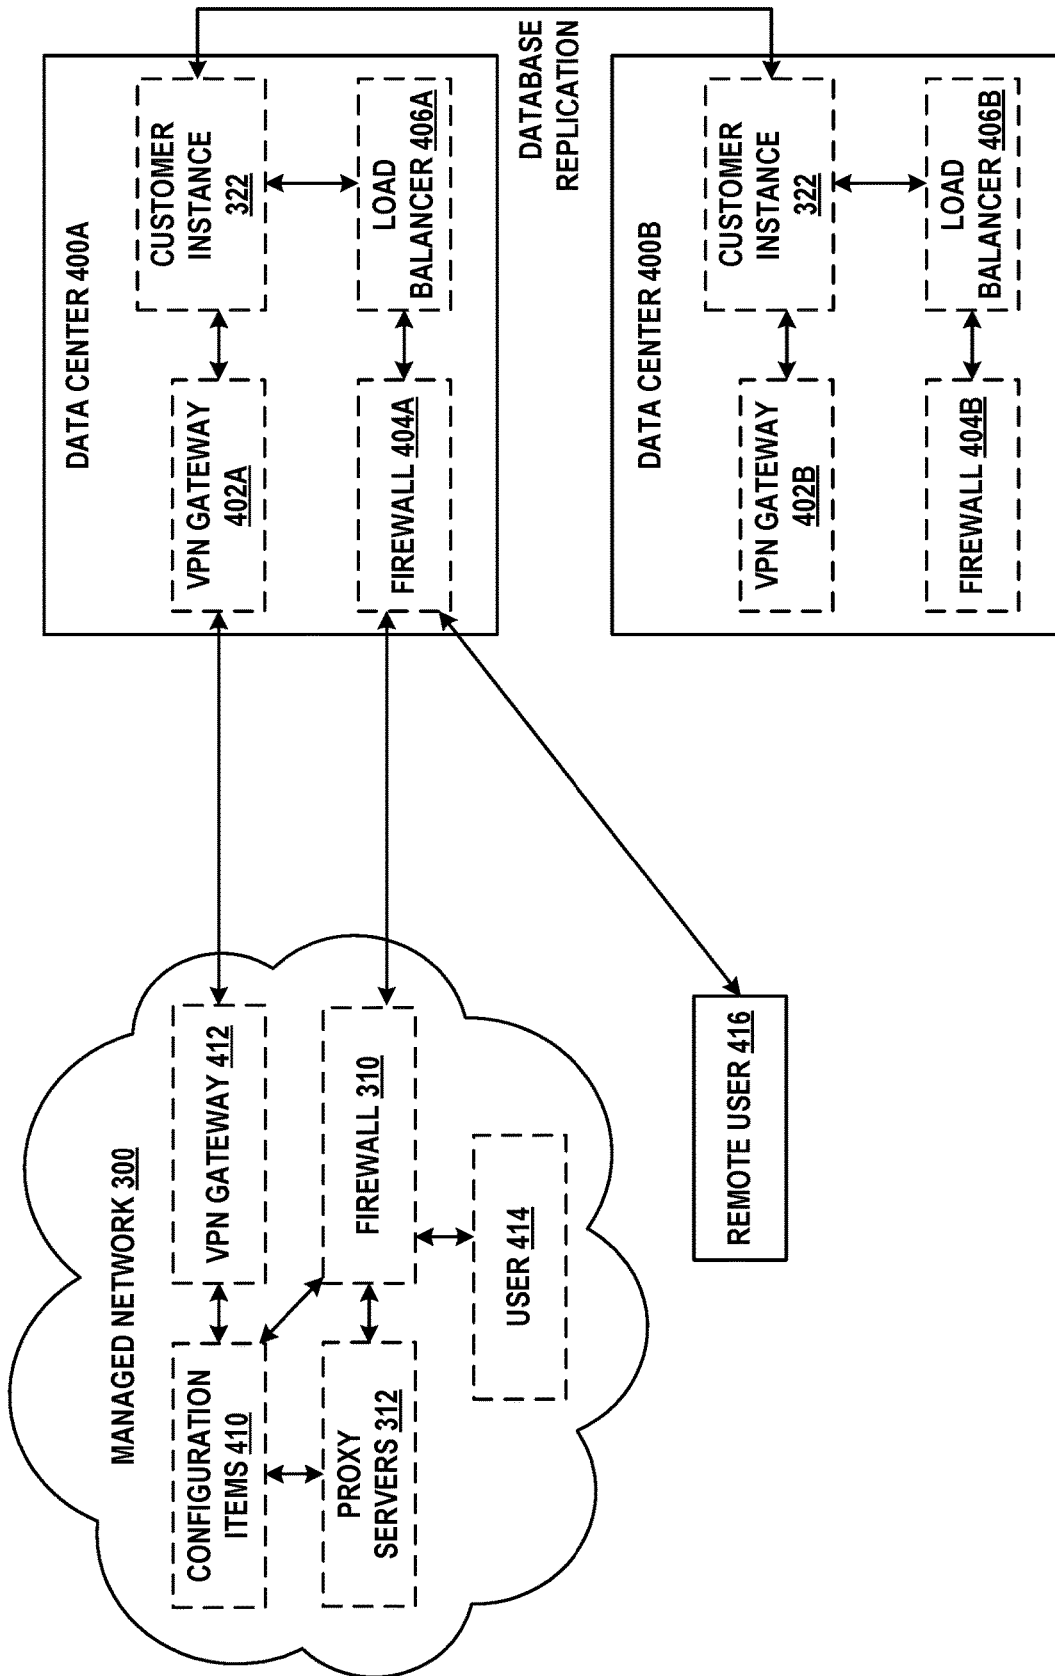 MANAGED NETWORK 300
CONFIGURATION
ITEMS 410
VPN GATEWAY 412
PROXY
SERVERS 312
FIREWALL 310
USER 414
REMOTE USER 416
DATA CENTER 400A
VPN GATEWAY
402A
CUSTOMER
INSTANCE
322
FIREWALL 404A
LOAD
BALANCER 406A
DATABASE
REPLICATION
DATA CENTER 400B
VPN GATEWAY
402B
CUSTOMER
INSTANCE
322
FIREWALL 404B
LOAD
BALANCER 406B